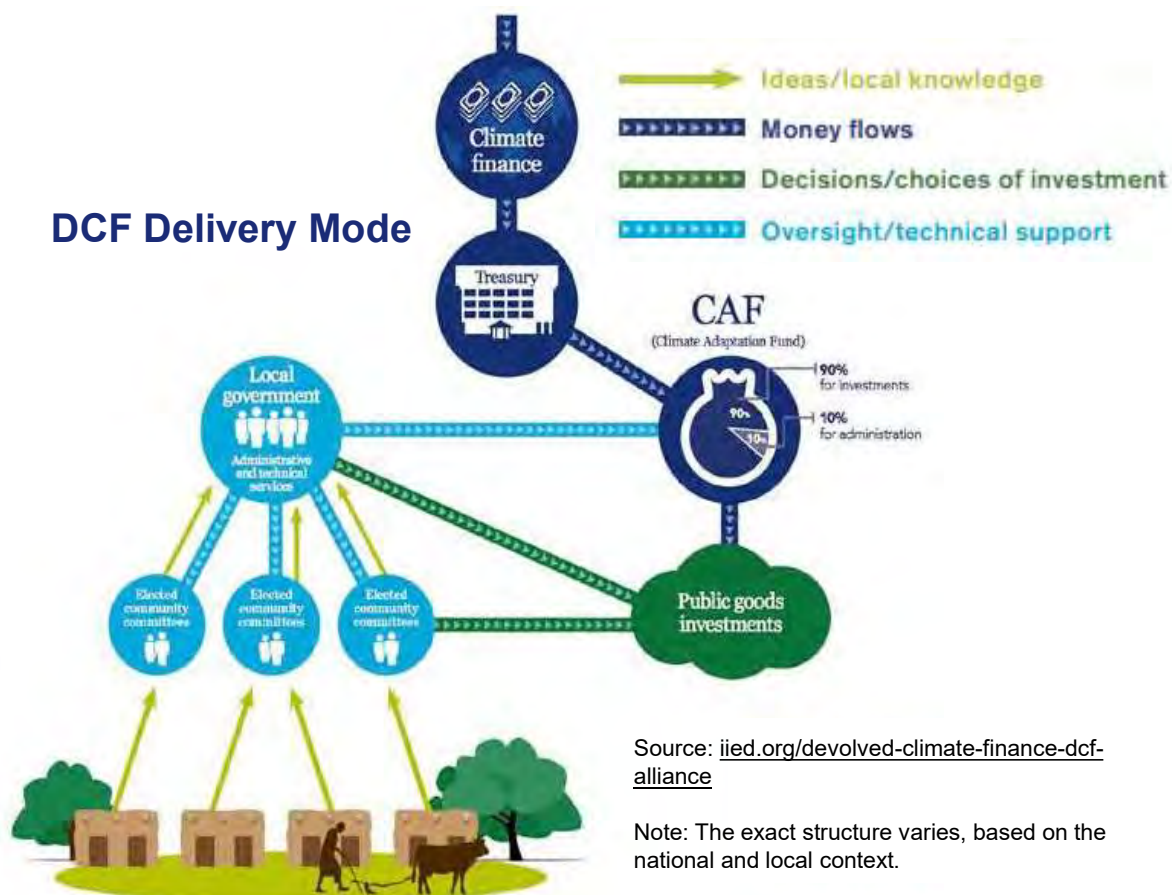 Climate
finance
Ideas/local knowledge
Money flows
Decisions/choices of investment
Oversight/technical support
DCF Delivery Mode
Treasury
CAF
(Climate Adaptation Fund)
90%
for investments
90%
10%
10%
for administration
Local
government
Administrative
and technical
services
Elected
community
committees
Elected
community
committees
Elected
community
committees
Public goods
investments
Source: iied.org/devolved-climate-finance-dcf-
alliance
Note: The exact structure varies, based on the
national and local context.